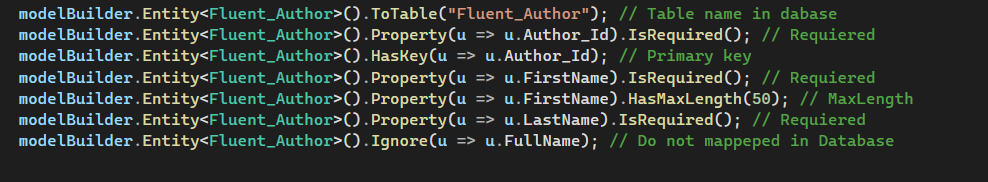 modelBuilder.Entity<Fluent_Author>().ToTable("Fluent_Author"); // Table name in dabase
modelBuilder.Entity<Fluent_Author>().Property(u => u.Author_Id).IsRequired(); // Requiered
modelBuilder.Entity<Fluent_Author>().HasKey(u => u.Author_Id); // Primary key
modelBuilder.Entity<Fluent_Author>().Property(u => u.FirstName).IsRequired(); // Requiered
modelBuilder.Entity<Fluent_Author>().Property(u => u.FirstName).HasMaxLength(50); // MaxLength
modelBuilder.Entity<Fluent_Author>().Property(u => u.LastName).IsRequired(); // Requiered
modelBuilder.Entity<Fluent_Author>().Ignore(u => u.FullName); // Do not mappeped in Database